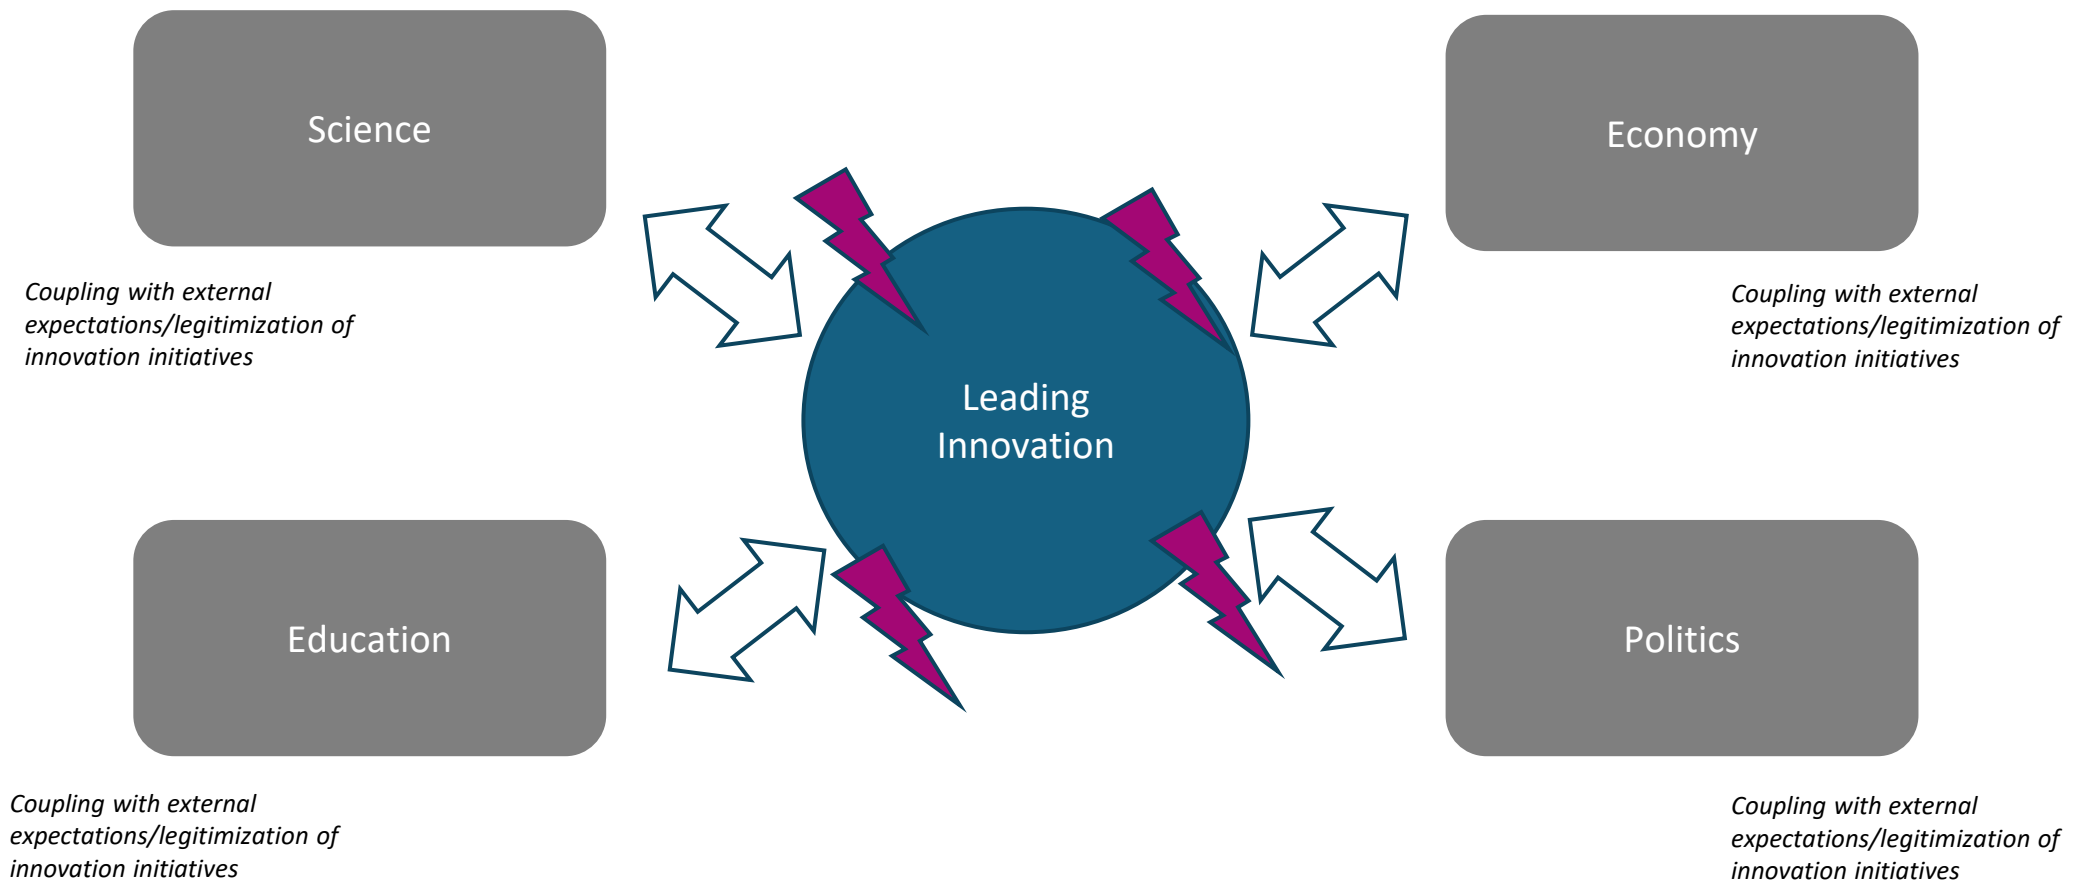 Science
Economy
Coupling with external
expectations/legitimization of
innovation initiatives
Coupling with external
expectations/legitimization of
innovation initiatives
Leading
Innovation
Education
Politics
Coupling with external
expectations/legitimization of
innovation initiatives
Coupling with external
expectations/legitimization of
innovation initiatives